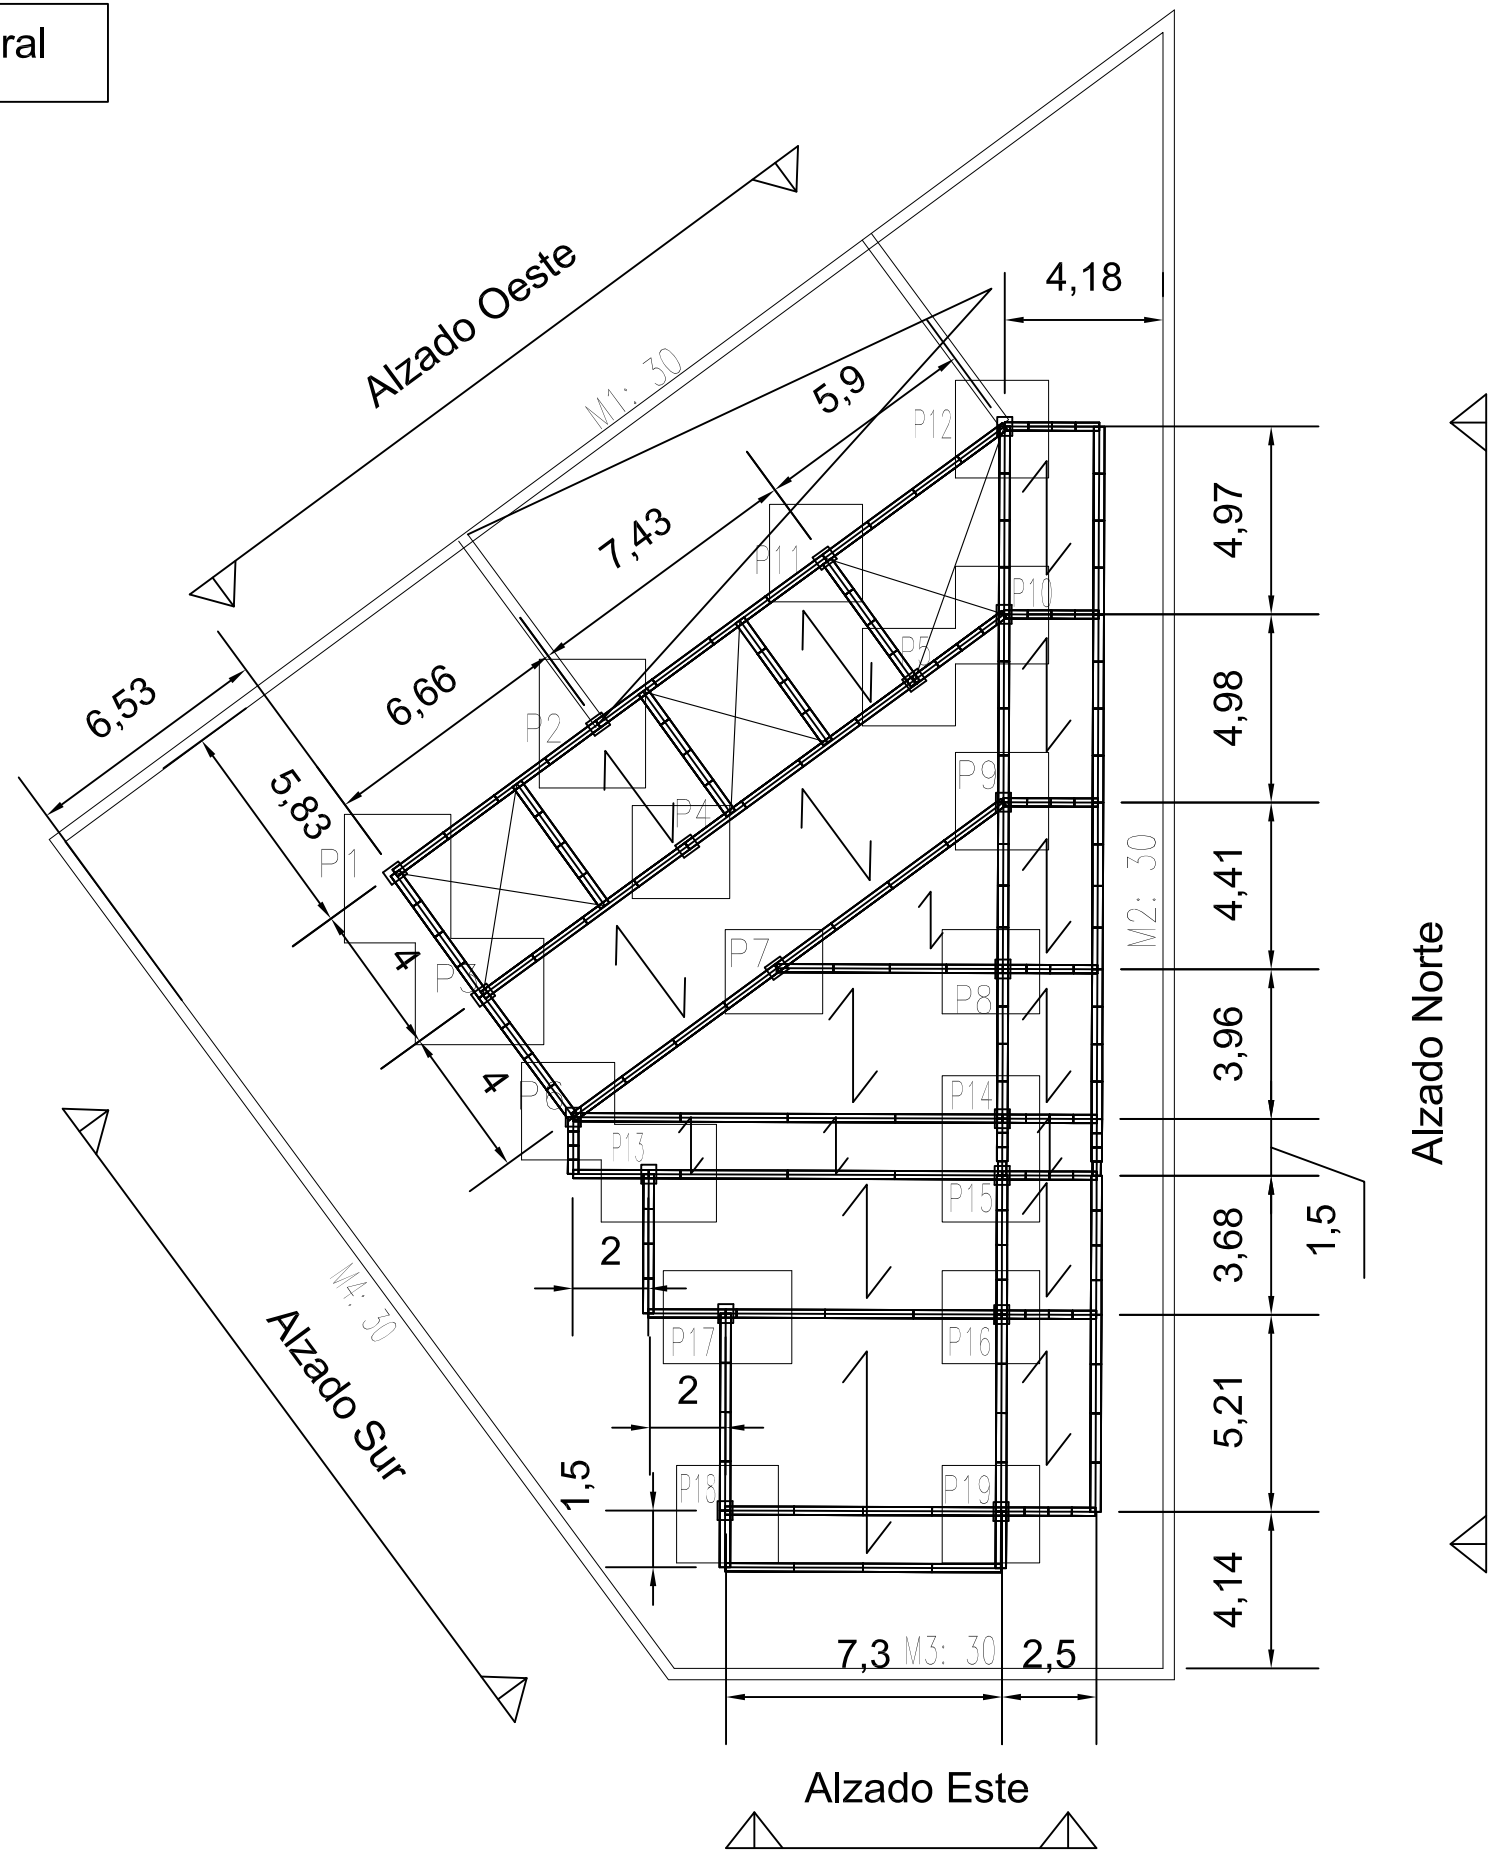 ral
4,18
Alzado Oeste
M1: 30
5,9
P12
4,97
7,43
P11
P10
P5
6,66
6,53
P2
4,98
5,83
P9
P4
P1
4,41
M2: 30
4
P3
P7
P8
Alzado Norte
3,96
4
P6
P14
P13
P15
1,5
3,68
2
M4: 30
Alzado Sur
P17
P16
2
5,21
1,5
P18
P19
4,14
7,3
M3: 30
2,5
Alzado Este